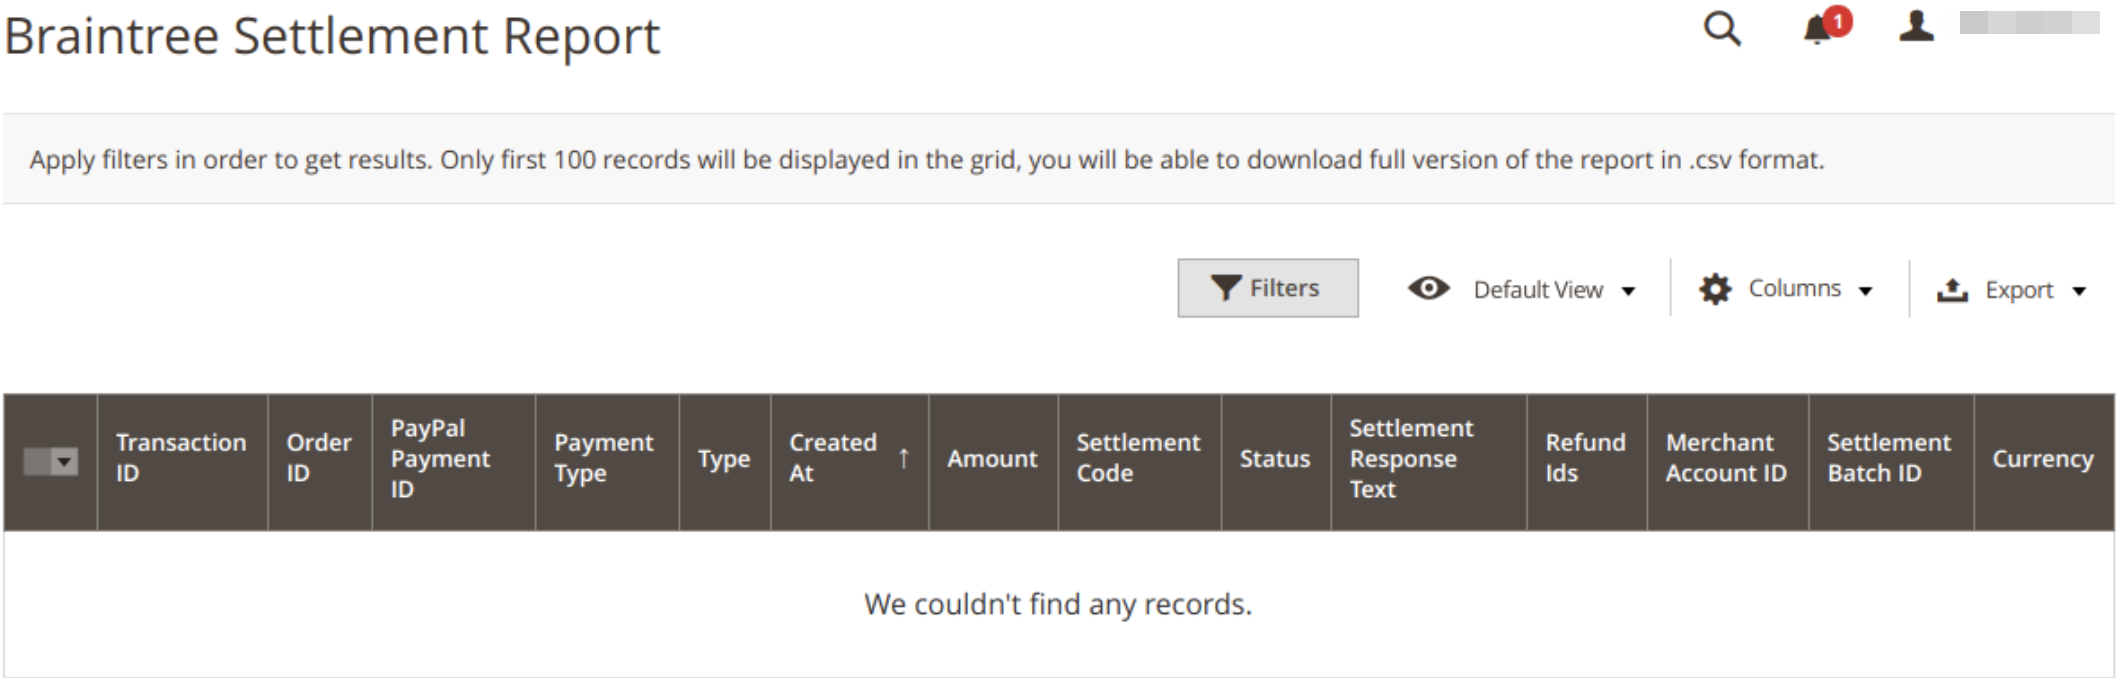 Braintree Settlement Report
1
Apply filters in order to get results. Only first 100 records will be displayed in the grid, you will be able to download full version of the report in .csv format.
Filters
Default View
Columns
Export
Transaction
ID
Order
ID
PayPal
Payment
ID
Payment
Type
Type
Created
At
↑
Amount
Settlement
Code
Status
Settlement
Response
Text
Refund
Ids
Merchant
Account ID
Settlement
Batch ID
Currency
We couldn't find any records.